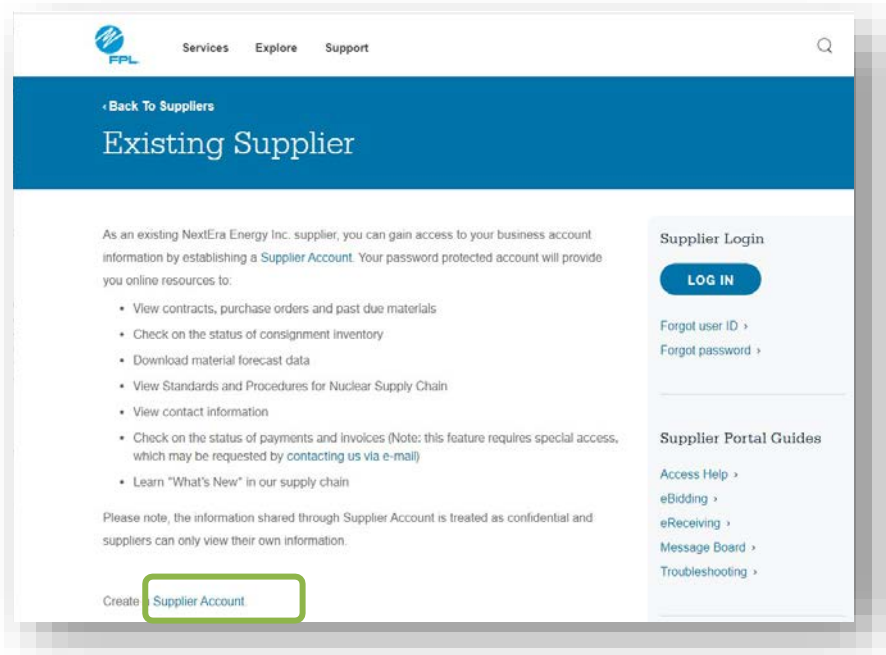 FPL
Services Explore Support
‹Back To Suppliers
Existing Supplier
As an existing NextEra Energy Inc. supplier, you can gain access to your business account
information by establishing a Supplier Account. Your password protected account will provide
you online resources to:
• View contracts, purchase orders and past due materials
• Check on the status of consignment inventory
• Download material forecast data
• View Standards and Procedures for Nuclear Supply Chain
• View contact information
• Check on the status of payments and invoices (Note: this feature requires special access,
which may be requested by contacting us via e-mail)
• Learn "What's New" in our supply chain
Please note, the information shared through Supplier Account is treated as confidential and
suppliers can only view their own information.
Create Supplier Account
Supplier Login
LOG IN
Forgot user ID ›
Forgot password ›
Supplier Portal Guides
Access Help ›
eBidding ›
eReceiving ›
Message Board ›
Troubleshooting ›